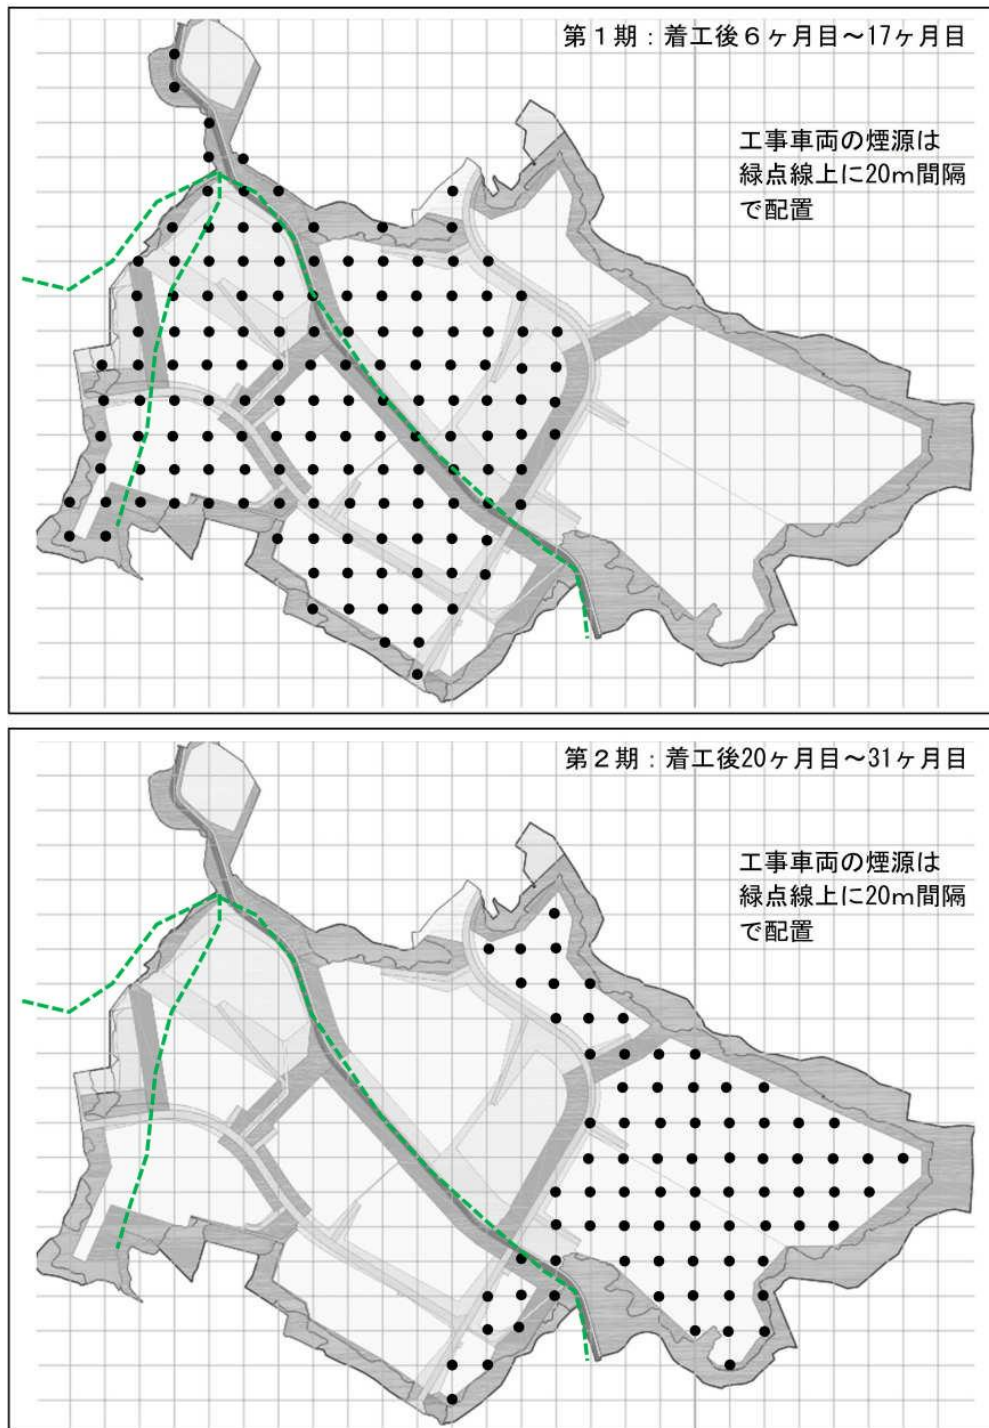 第１期：着工後６ヶ月目～17ヶ月目
工事車両の煙源は
緑点線上に20ｍ間隔
で配置
第２期：着工後20ヶ月目～31ヶ月目
工事車両の煙源は
緑点線上に20ｍ間隔
で配置